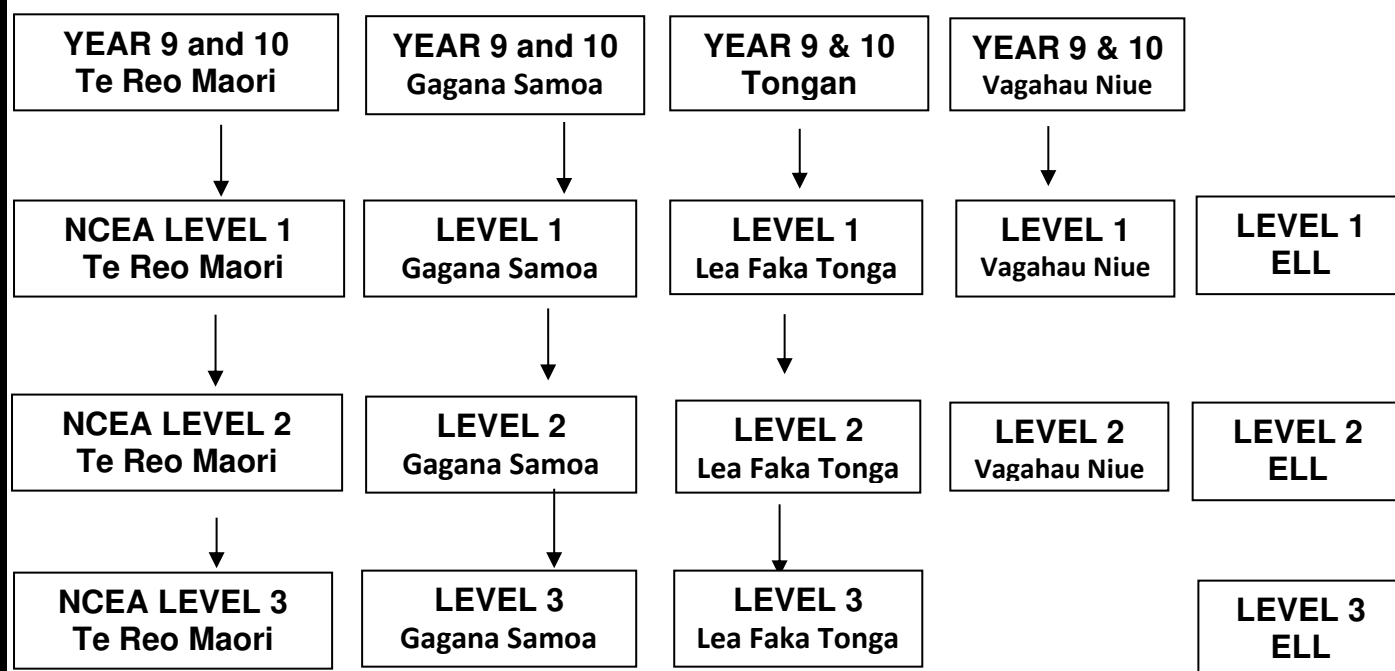 YEAR 9 and 10
Te Reo Maori
YEAR 9 and 10
Gagana Samoa
YEAR 9 & 10
Tongan
YEAR 9 & 10
Vagahau Niue
NCEA LEVEL 1
Te Reo Maori
LEVEL 1
Gagana Samoa
LEVEL 1
Lea Faka Tonga
LEVEL 1
Vagahau Niue
LEVEL 1
ELL
NCEA LEVEL 2
Te Reo Maori
LEVEL 2
Gagana Samoa
LEVEL 2
Lea Faka Tonga
LEVEL 2
Vagahau Niue
LEVEL 2
ELL
NCEA LEVEL 3
Te Reo Maori
LEVEL 3
Gagana Samoa
LEVEL 3
Lea Faka Tonga
LEVEL 3
ELL